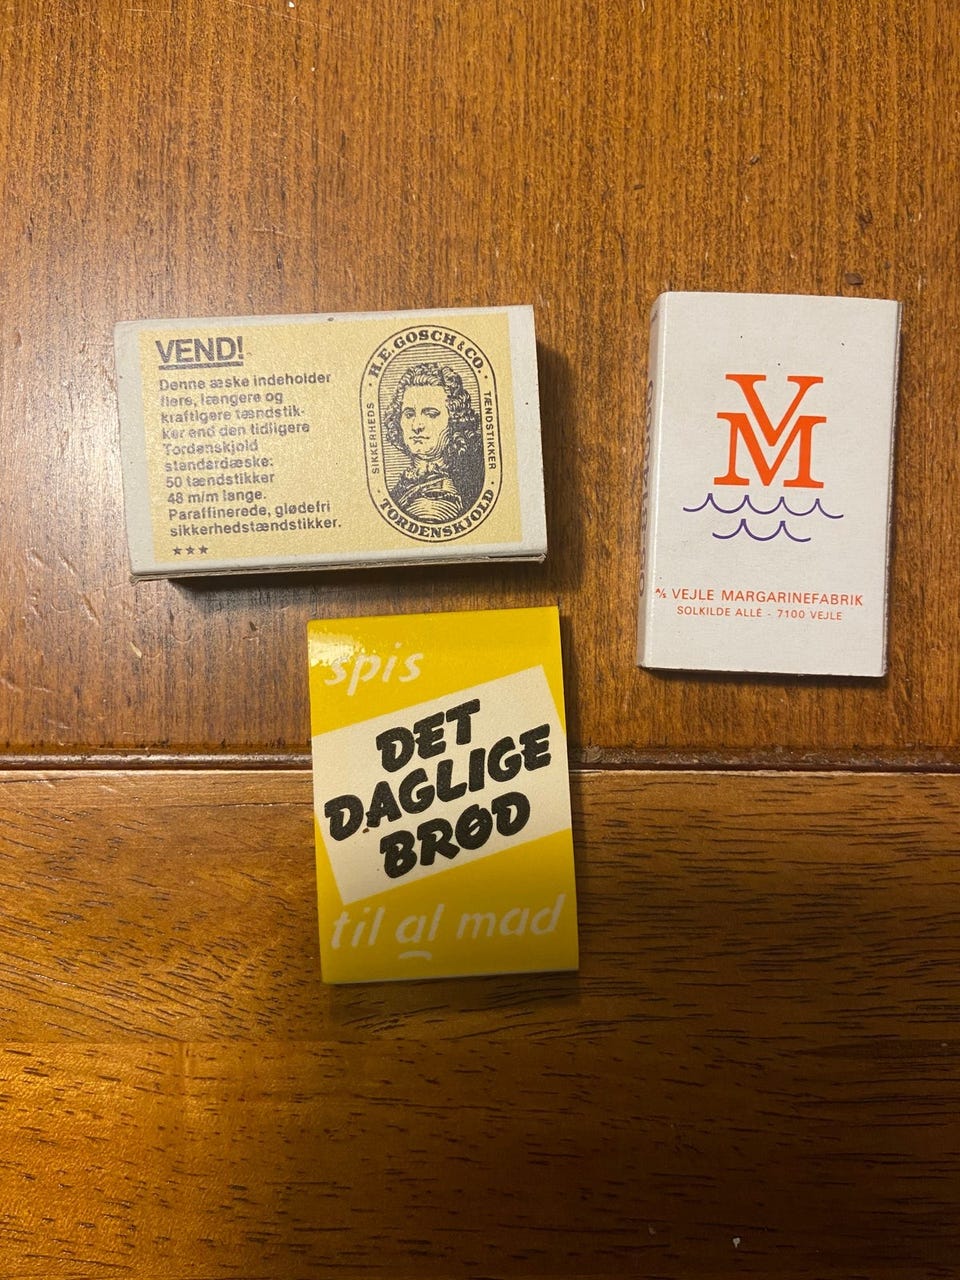 VEND!
Denne æske indeholder
flere, længere og
kraftigere tændstik-
ker end den tidligere
Tordenskjold
standardæske:
50 tændstikker
48 m/m lange.
Paraffinerede, glødefri
sikkerhedstændstikker.
★★★
· H.E. GOSCH & CO. ·
SIKKERHEDS
TÆNDSTIKKER
· TORDENSKJOLD ·
VM
A/S VEJLE MARGARINEFABRIK
SOLKILDE ALLÉ - 7100 VEJLE
spis
DET
DAGLIGE
BRØD
til al mad